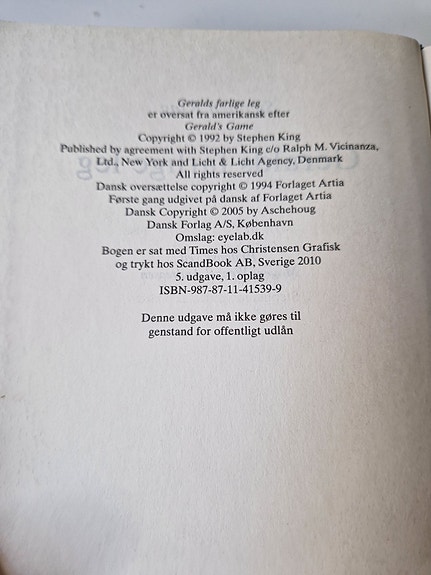 Geralds farlige leg
er oversat fra amerikansk efter
Gerald's Game
Copyright © 1992 by Stephen King
Published by agreement with Stephen King c/o Ralph M. Vicinanza,
Ltd., New York and Licht & Licht Agency, Denmark
All rights reserved
Dansk oversættelse copyright © 1994 Forlaget Artia
Første gang udgivet på dansk af Forlaget Artia
Dansk Copyright © 2005 by Aschehoug
Dansk Forlag A/S, København
Omslag: eyelab.dk
Bogen er sat med Times hos Christensen Grafisk
og trykt hos ScandBook AB, Sverige 2010
5. udgave, 1. oplag
ISBN-987-87-11-41539-9
Denne udgave må ikke gøres til
genstand for offentligt udlån